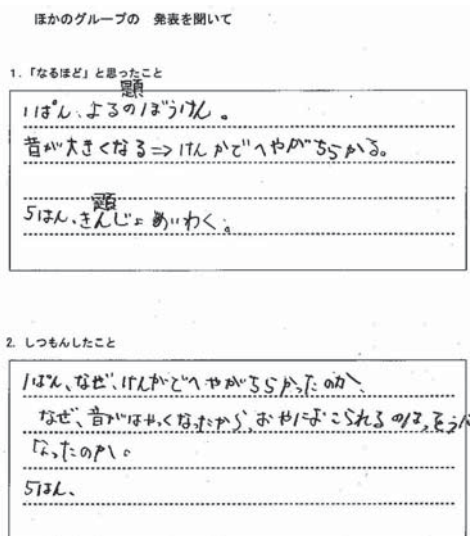 ほかのグループの 発表を聞いて
1.「なるほど」と思ったこと
題
1ぱん、よるのぼうけん。
音が大きくなる⇒けんかでへやがちらかる。
題
5はん、きんじょめいわく。
2. しつもんしたこと
1はん、なぜ、けんかでへやがちらかったのか、
なぜ、音がはやくなったから、おやにおこられる
なったのか。
5はん、